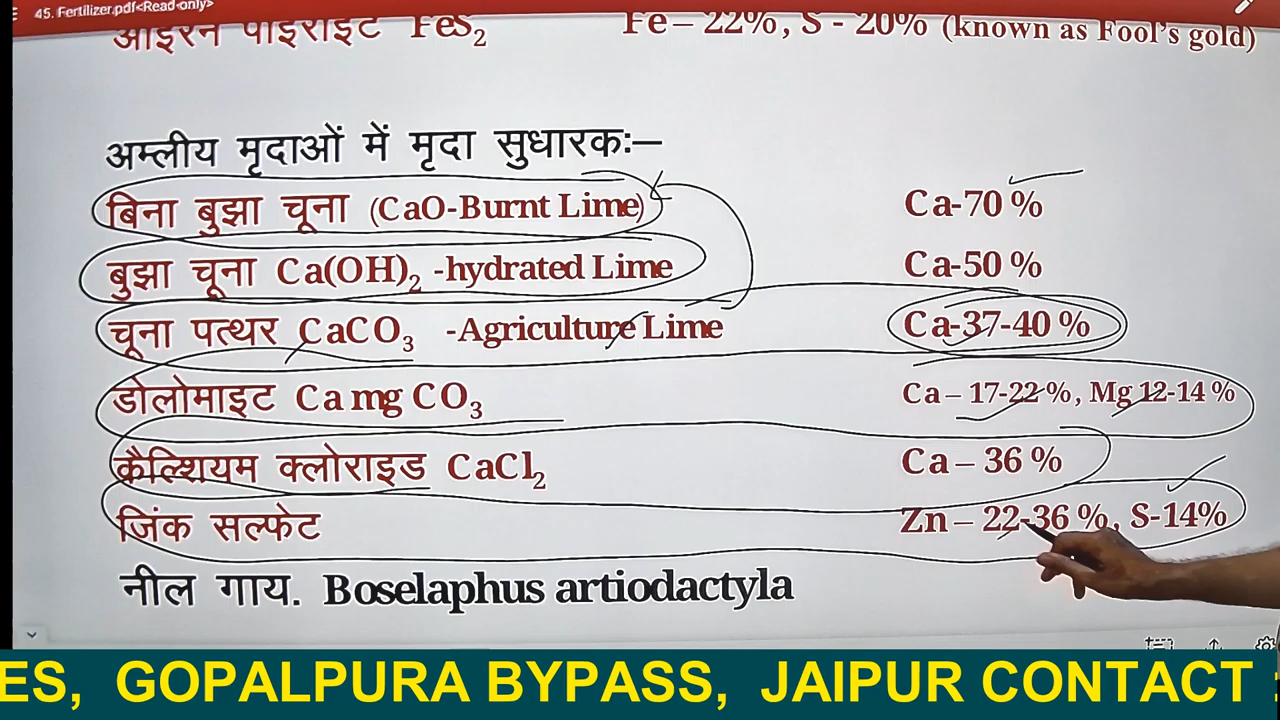 45. Fertilizer.pdf<Read-only>
आइरन पाइराइट FeS₂ Fe – 22%, S - 20% (known as Fool's gold)
अम्लीय मृदाओं में मृदा सुधारकः–
बिना बुझा चूना (CaO-Burnt Lime) Ca-70 %
बुझा चूना Ca(OH)₂ -hydrated Lime Ca-50 %
चूना पत्थर CaCO₃ -Agriculture Lime Ca-37-40 %
डोलोमाइट Ca mg CO₃ Ca – 17-22 %, Mg 12-14 %
कैल्शियम क्लोराइड CaCl₂ Ca – 36 %
जिंक सल्फेट Zn – 22-36 %, S-14%
नील गाय. Boselaphus artiodactyla
ES, GOPALPURA BYPASS, JAIPUR CONTACT :